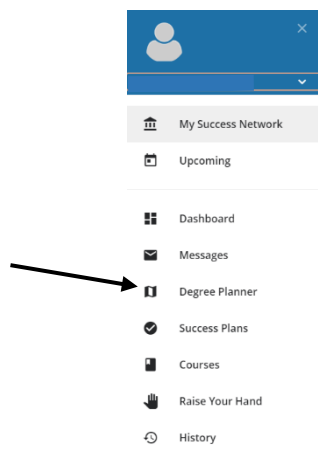 My Success Network
Upcoming
Dashboard
Messages
Degree Planner
Success Plans
Courses
Raise Your Hand
History